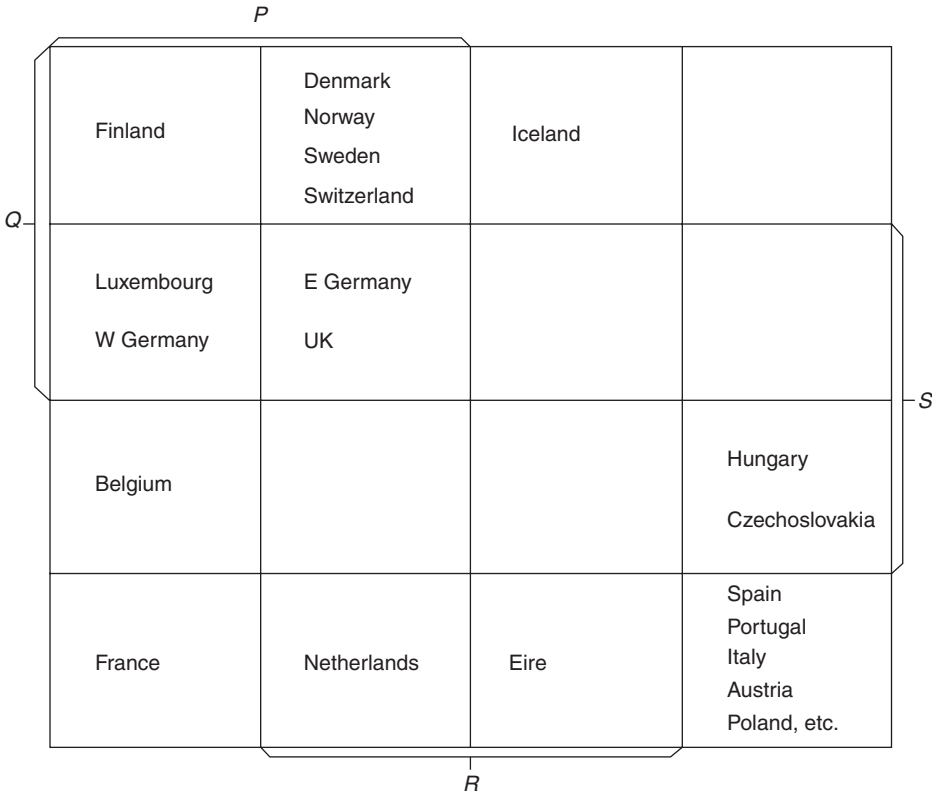 P
Finland
Denmark
Norway
Sweden
Switzerland
Iceland
Q
Luxembourg
W Germany
E Germany
UK
S
Belgium
Hungary
Czechoslovakia
France
Netherlands
Eire
Spain
Portugal
Italy
Austria
Poland, etc.
R